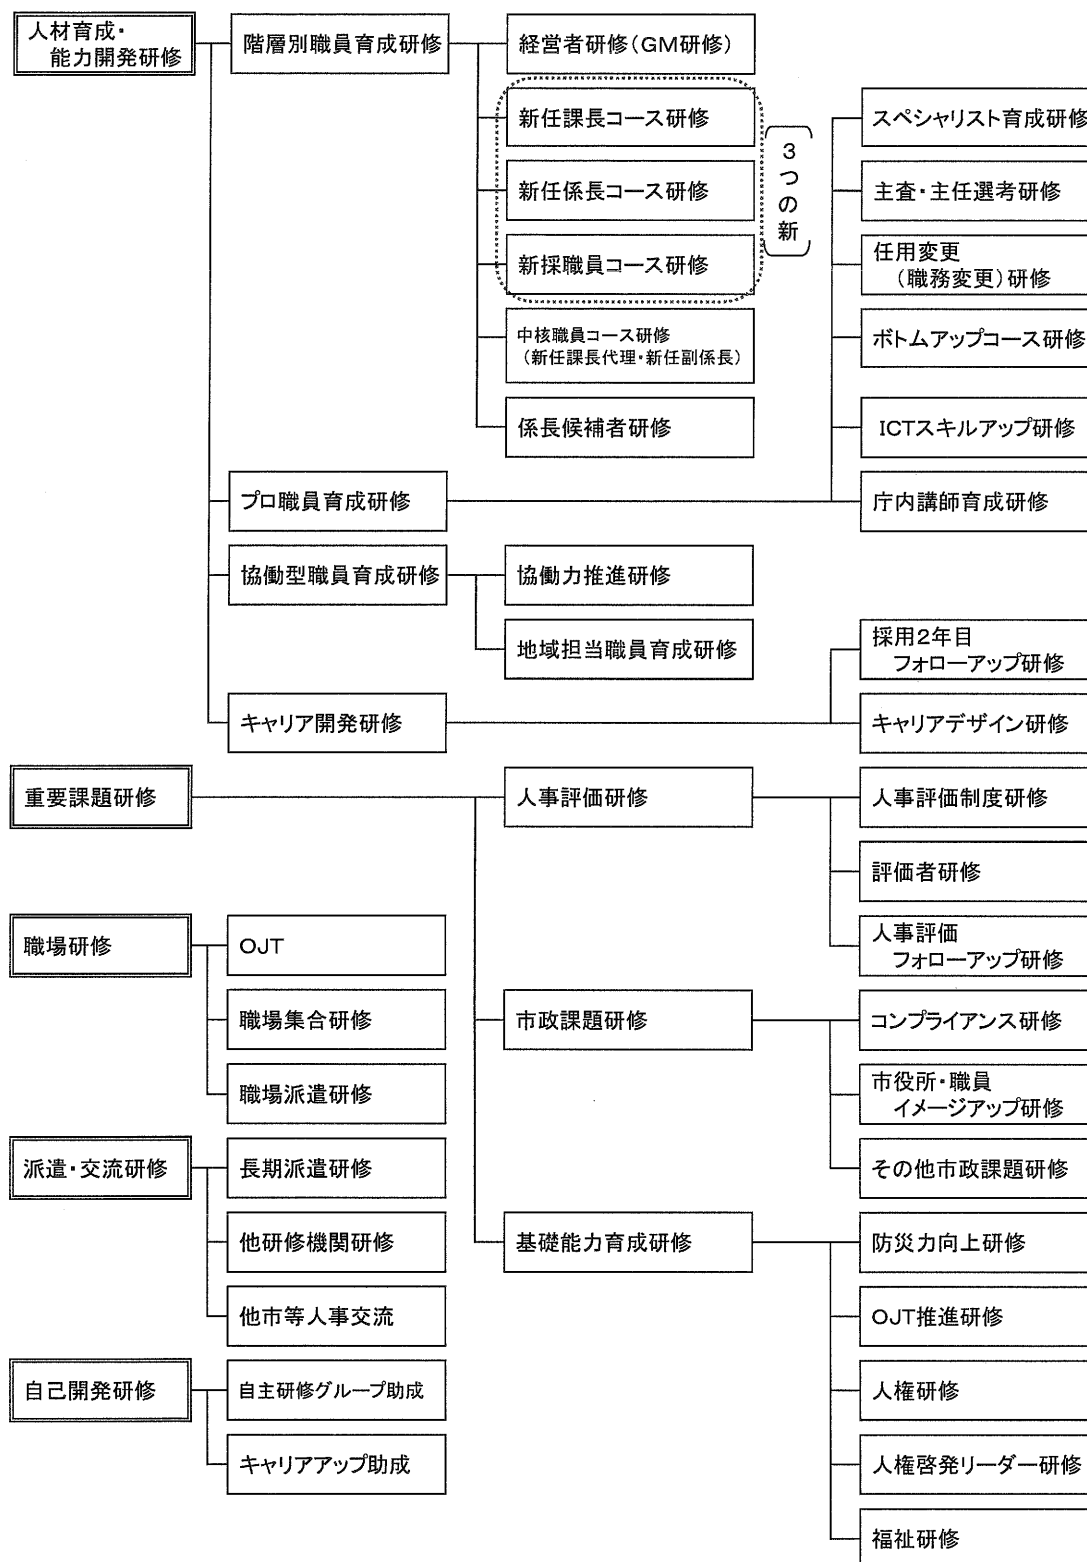 人材育成・
能力開発研修
階層別職員育成研修
経営者研修(GM研修)
新任課長コース研修
新任係長コース研修
新採職員コース研修
3つの新
中核職員コース研修
(新任課長代理・新任副係長)
係長候補者研修
プロ職員育成研修
スペシャリスト育成研修
主査・主任選考研修
任用変更
(職務変更)研修
ボトムアップコース研修
ICTスキルアップ研修
庁内講師育成研修
協働型職員育成研修
協働力推進研修
地域担当職員育成研修
キャリア開発研修
採用2年目
フォローアップ研修
キャリアデザイン研修
重要課題研修
人事評価研修
人事評価制度研修
評価者研修
人事評価
フォローアップ研修
市政課題研修
コンプライアンス研修
市役所・職員
イメージアップ研修
その他市政課題研修
基礎能力育成研修
防災力向上研修
OJT推進研修
人権研修
人権啓発リーダー研修
福祉研修
職場研修
OJT
職場集合研修
職場派遣研修
派遣・交流研修
長期派遣研修
他研修機関研修
他市等人事交流
自己開発研修
自主研修グループ助成
キャリアアップ助成